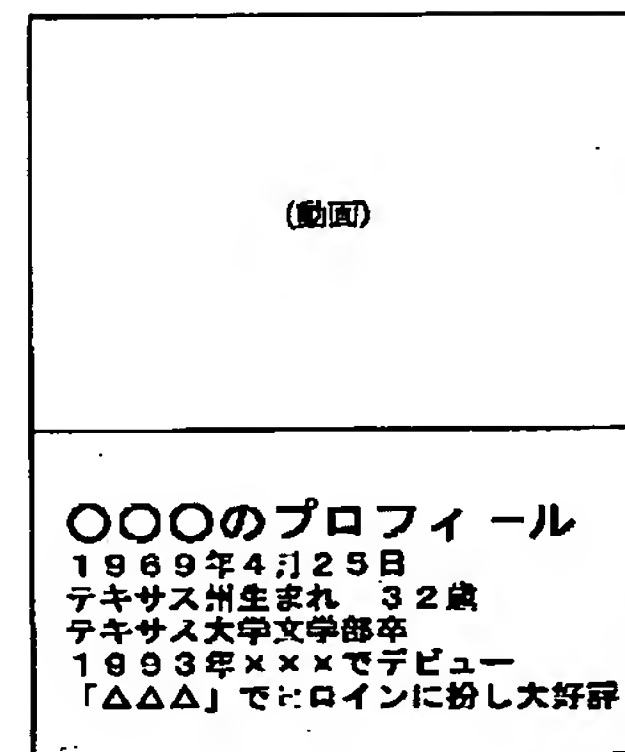 (動画)
○○○のプロフィール
1969年4月25日
テキサス州生まれ 32歳
テキサス大学文学部卒
1993年×××でデビュー
「△△△」でヒロインに扮し大好評